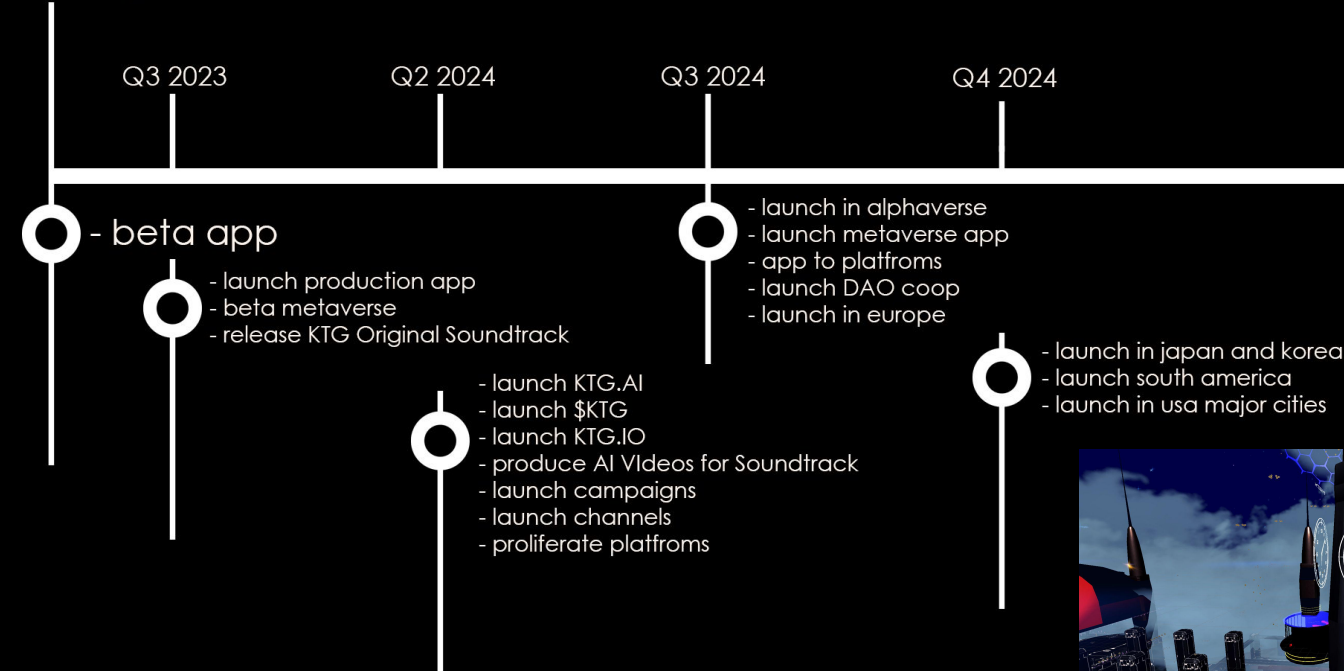 Q3 2023
Q2 2024
Q3 2024
Q4 2024
- beta app
- launch production app
- beta metaverse
- release KTG Original Soundtrack
- launch KTG.AI
- launch $KTG
- launch KTG.IO
- produce AI VIdeos for Soundtrack
- launch campaigns
- launch channels
- proliferate platfroms
- launch in alphaverse
- launch metaverse app
- app to platfroms
- launch DAO coop
- launch in europe
- launch in japan and korea
- launch south america
- launch in usa major cities